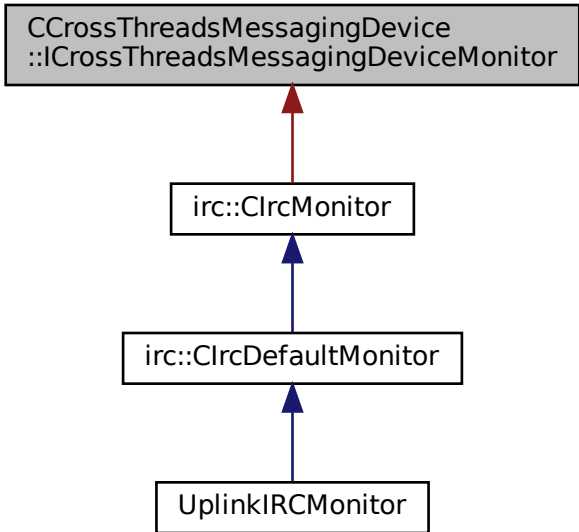 CCrossThreadsMessagingDevice
::ICrossThreadsMessagingDeviceMonitor
irc::CIrcMonitor
irc::CIrcDefaultMonitor
UplinkIRCMonitor